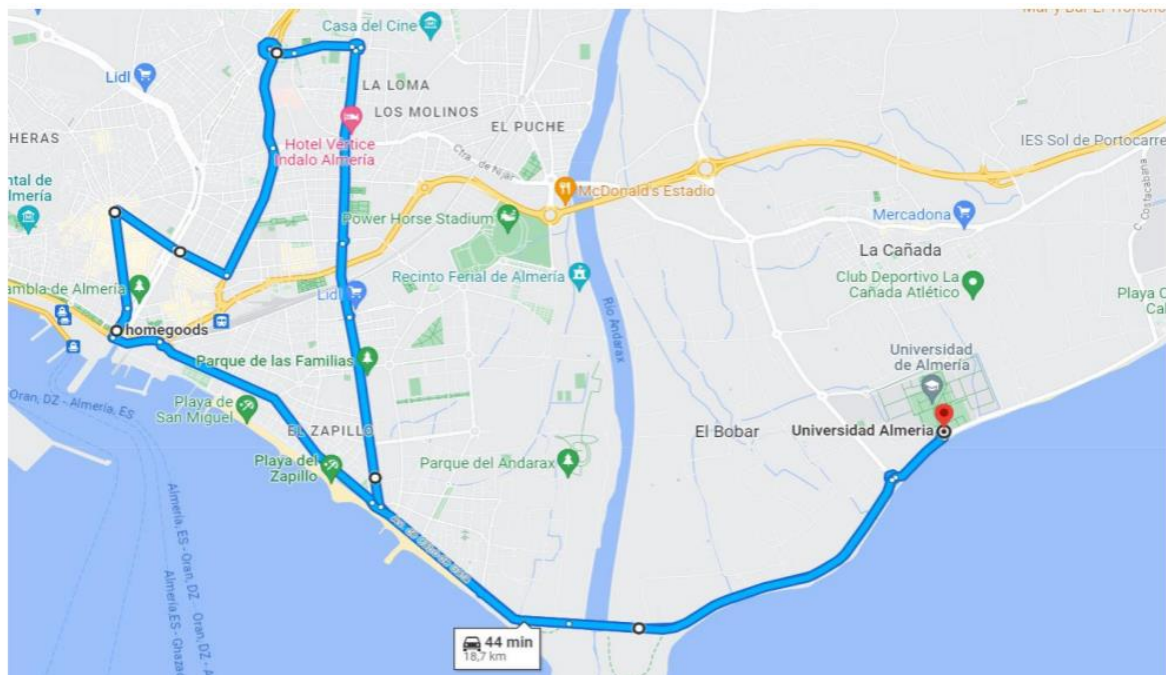 Casa del Cine
Lidl
LA LOMA
LOS MOLINOS
HERAS
EL PUCHE
Hotel Vértice
Indalo Almería
Ctra. de Níjar
IES Sol de Portocarre
McDonald's Estadio
ntal de
lmería
Power Horse Stadium
Mercadona
C. Costacabana
La Cañada
Recinto Ferial de Almería
Club Deportivo La
Cañada Atlético
ambla de Almería
Lidl
Playa C
Cal
homegoods
Río Andarax
Parque de las Familias
Universidad
de Almería
Oran, DZ - Almería, ES
Playa de
San Miguel
EL ZAPILLO
El Bobar
Universidad Almeria
Playa del
Zapillo
Parque del Andarax
Almería, ES - Oran, DZ
Almería, ES - Ghaza
44 min
18,7 km